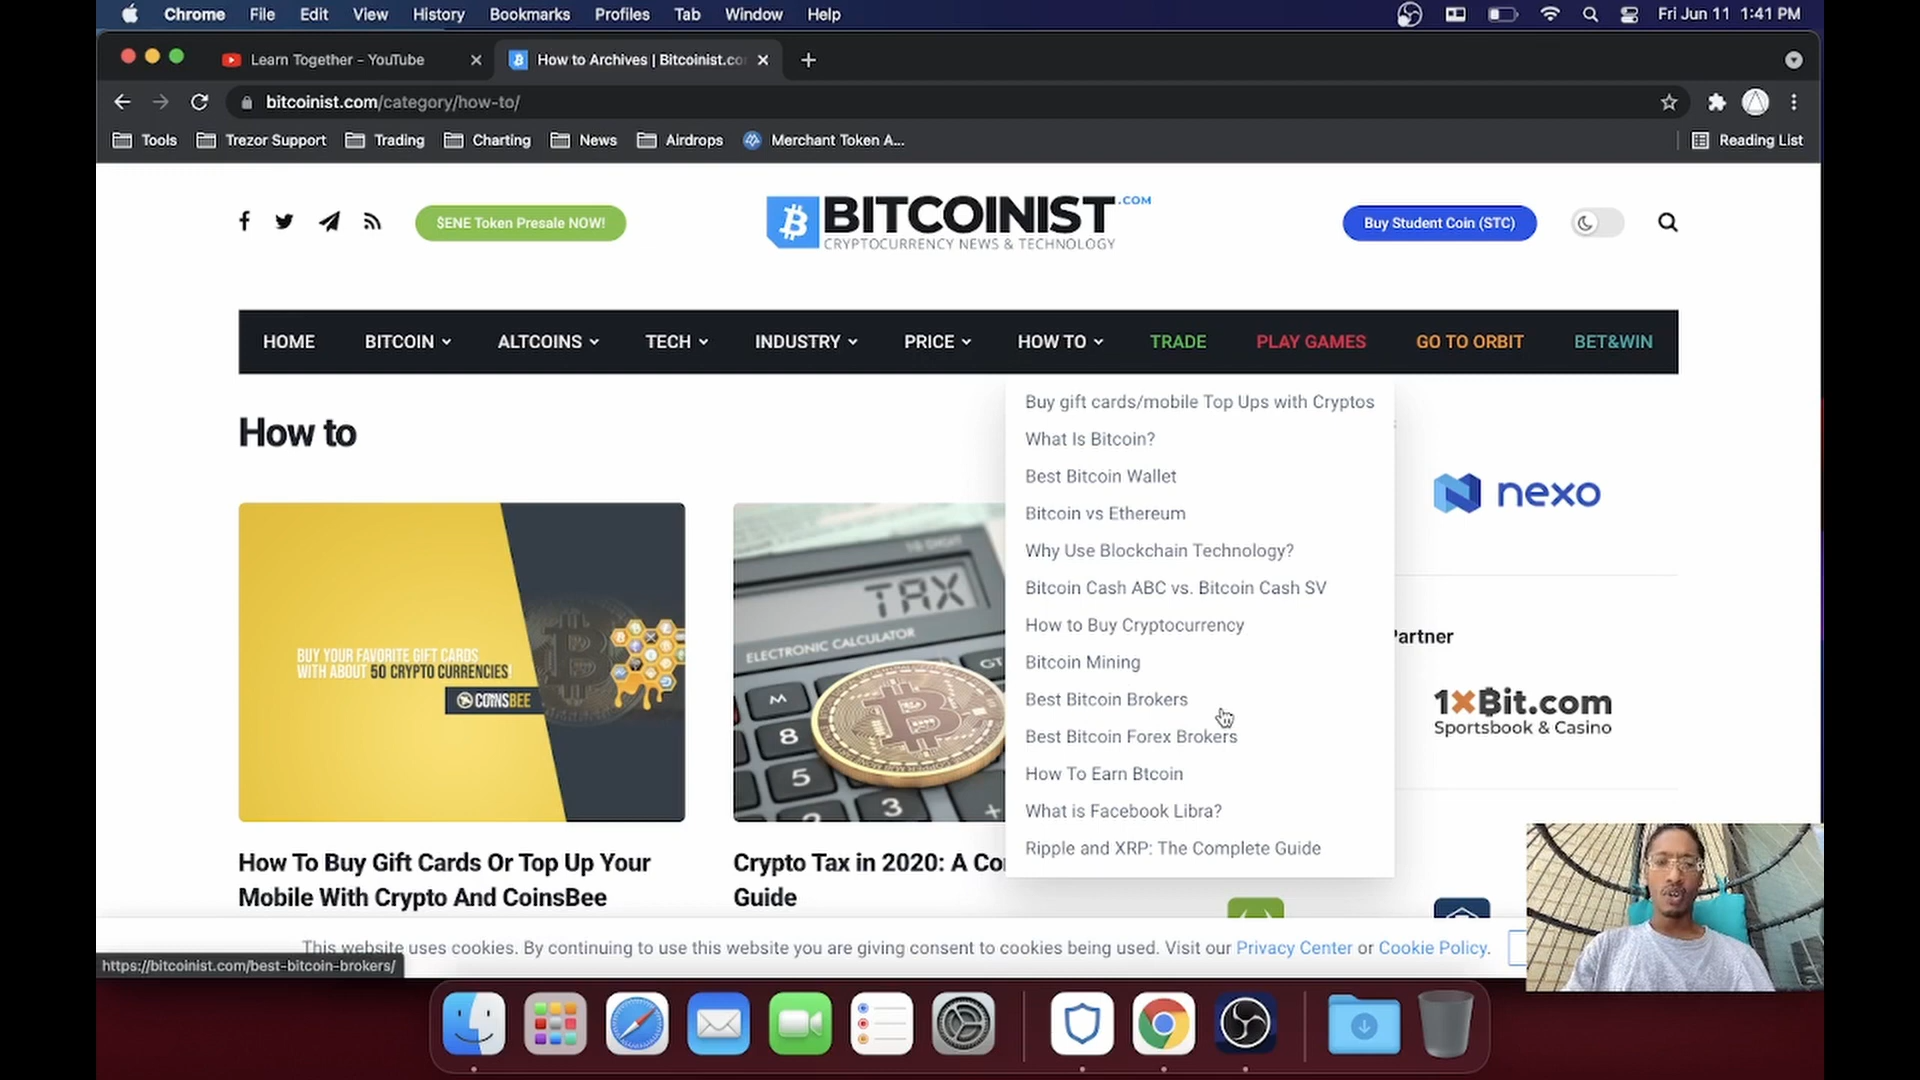 Chrome File Edit View History Bookmarks Profiles Tab Window Help Fri Jun 11 1:41 PM
Learn Together - YouTube How to Archives | Bitcoinist.co
bitcoinist.com/category/how-to/
Tools Trezor Support Trading Charting News Airdrops Merchant Token A... Reading List
$ENE Token Presale NOW!
BITCOINIST .COM
CRYPTOCURRENCY NEWS & TECHNOLOGY
Buy Student Coin (STC)
HOME BITCOIN ALTCOINS TECH INDUSTRY PRICE HOW TO TRADE PLAY GAMES GO TO ORBIT BET&WIN
How to
Buy gift cards/mobile Top Ups with Cryptos
What Is Bitcoin?
Best Bitcoin Wallet
Bitcoin vs Ethereum
Why Use Blockchain Technology?
Bitcoin Cash ABC vs. Bitcoin Cash SV
How to Buy Cryptocurrency
Bitcoin Mining
Best Bitcoin Brokers
Best Bitcoin Forex Brokers
How To Earn Btcoin
What is Facebook Libra?
Ripple and XRP: The Complete Guide
nexo
Partner
1xBit.com
Sportsbook & Casino
BUY YOUR FAVORITE GIFT CARDS
WITH ABOUT 50 CRYPTO CURRENCIES!
COINSBEE
10 DIGIT
TAX
ELECTRONIC CALCULATOR
GT
M
8
5
3
+
How To Buy Gift Cards Or Top Up Your
Mobile With Crypto And CoinsBee
Crypto Tax in 2020: A Co
Guide
This website uses cookies. By continuing to use this website you are giving consent to cookies being used. Visit our Privacy Center or Cookie Policy.
https://bitcoinist.com/best-bitcoin-brokers/